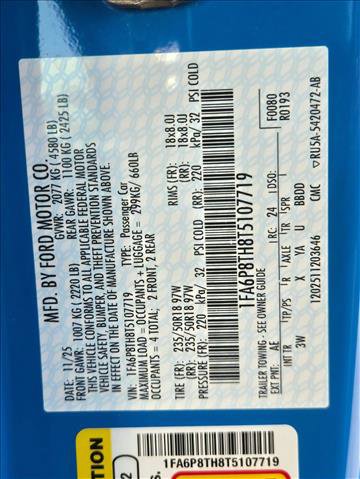 MFD. BY FORD MOTOR CO.
DATE: 11/25 GVWR: 2077 KG ( 4580 LB)
FRONT GAWR: 1007 KG ( 2220 LB) REAR GAWR: 1100 KG ( 2425 LB)
THIS VEHICLE CONFORMS TO ALL APPLICABLE FEDERAL MOTOR
VEHICLE SAFETY, BUMPER, AND THEFT PREVENTION STANDARDS
IN EFFECT ON THE DATE OF MANUFACTURE SHOWN ABOVE.
VIN: 1FA6P8TH8T5107719
TYPE: Passenger Car
MAXIMUM LOAD = OCCUPANTS + LUGGAGE = 299KG/ 660LB
OCCUPANTS = 4 TOTAL; 2 FRONT, 2 REAR
TIRE (FR): 235/50R18 97W RIMS (FR): 18x8.0J
TIRE (RR): 235/50R18 97W RIMS (RR): 18x8.0J
PRESSURE (FR): 220 kPa/ 32 PSI COLD (RR): 220 kPa/ 32 PSI COLD
1FA6P8TH8T5107719
TRAILER TOWING - SEE OWNER GUIDE
F0080
R0193
EXT PNT: AE RC: 24 DSO:
INT TR TP/PS R AXLE TR SPR
3W X YA U BBDD
1202511203646 CMC RU5A-5420472-AB
1FA6P8TH8T5107719